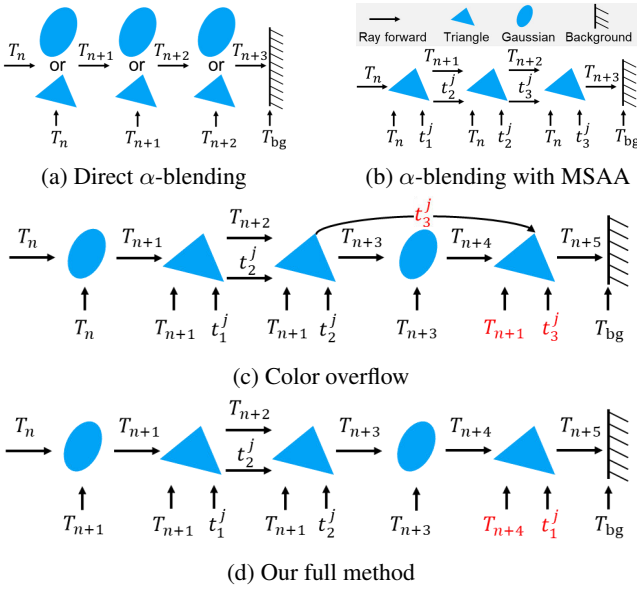 T_n T_{n+1} T_{n+2} T_{n+3}
or or or
T_n T_{n+1} T_{n+2} T_bg
(a) Direct α-blending
Ray forward Triangle Gaussian Background
T_{n+1} T_{n+2}
T_n t_2^j t_3^j T_{n+3}
T_n t_1^j T_n t_2^j T_n t_3^j T_bg
(b) α-blending with MSAA
t_3^j
T_n T_{n+1} T_{n+2} T_{n+3} T_{n+4} T_{n+5}
t_2^j
T_n T_{n+1} t_1^j T_{n+1} t_2^j T_{n+3} T_{n+1} t_3^j T_bg
(c) Color overflow
T_n T_{n+1} T_{n+2} T_{n+3} T_{n+4} T_{n+5}
t_2^j
T_{n+1} T_{n+1} t_1^j T_{n+1} t_2^j T_{n+3} T_{n+4} t_1^j T_bg
(d) Our full method